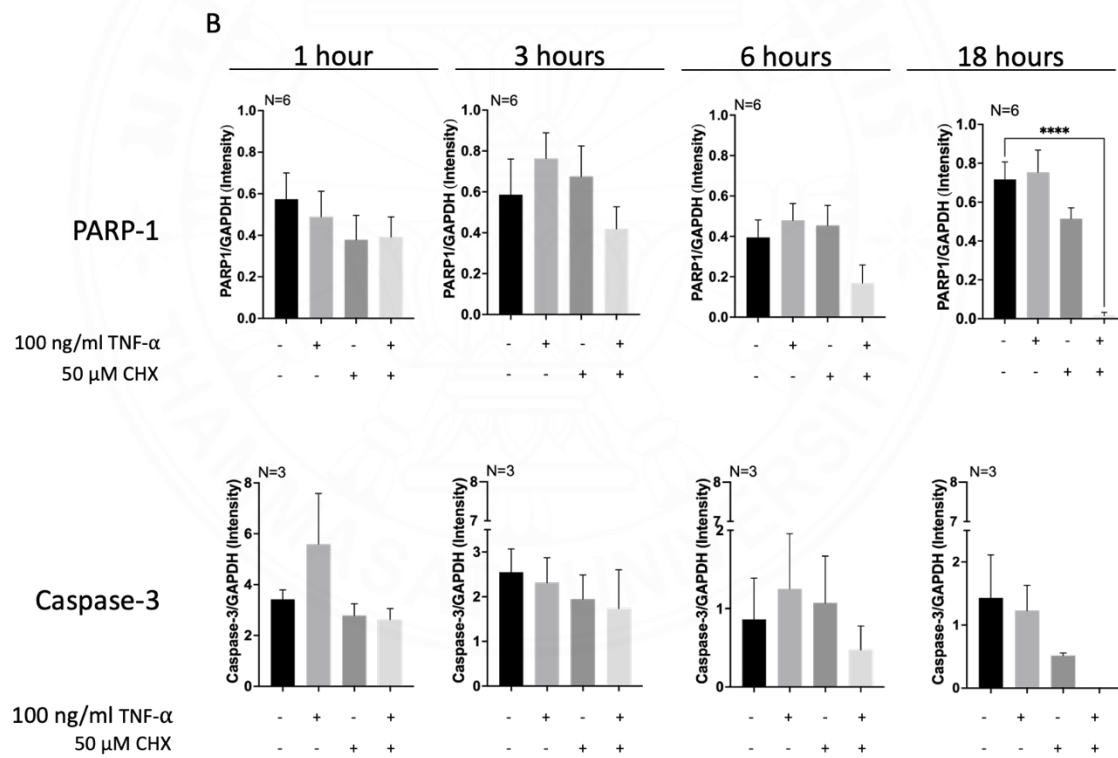 B
1 hour
3 hours
6 hours
18 hours
PARP-1
N=6
PARP1/GAPDH (Intensity)
1.0
0.8
0.6
0.4
0.2
0.0
N=6
PARP1/GAPDH (Intensity)
1.0
0.8
0.6
0.4
0.2
0.0
N=6
PARP1/GAPDH (Intensity)
1.0
0.8
0.6
0.4
0.2
0.0
N=6
PARP1/GAPDH (Intensity)
1.0
0.8
0.6
0.4
0.2
0.0
****
100 ng/ml TNF-α - + - + - + - + - + - + - + - +
50 µM CHX - - + + - - + + - - + + - - + +
Caspase-3
N=3
Caspase-3/GAPDH (Intensity)
8
6
4
2
0
N=3
Caspase-3/GAPDH (Intensity)
8
7
3
2
1
0
N=3
Caspase-3/GAPDH (Intensity)
8
7
2
1
0
N=3
Caspase-3/GAPDH (Intensity)
8
7
2
1
0
100 ng/ml TNF-α - + - + - + - + - + - + - + - +
50 µM CHX - - + + - - + + - - + + - - + +
THAMMASAT UNIVERSITY